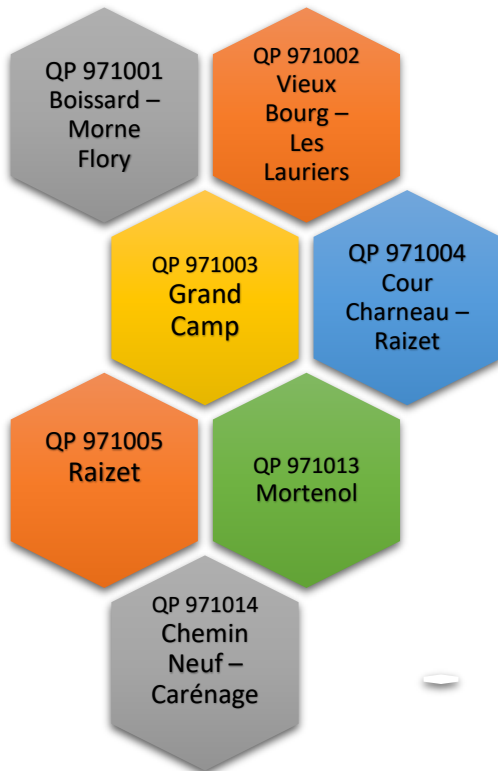 QP 971001
Boissard –
Morne
Flory
QP 971002
Vieux
Bourg –
Les
Lauriers
QP 971003
Grand
Camp
QP 971004
Cour
Charneau –
Raizet
QP 971005
Raizet
QP 971013
Mortenol
QP 971014
Chemin
Neuf –
Carénage